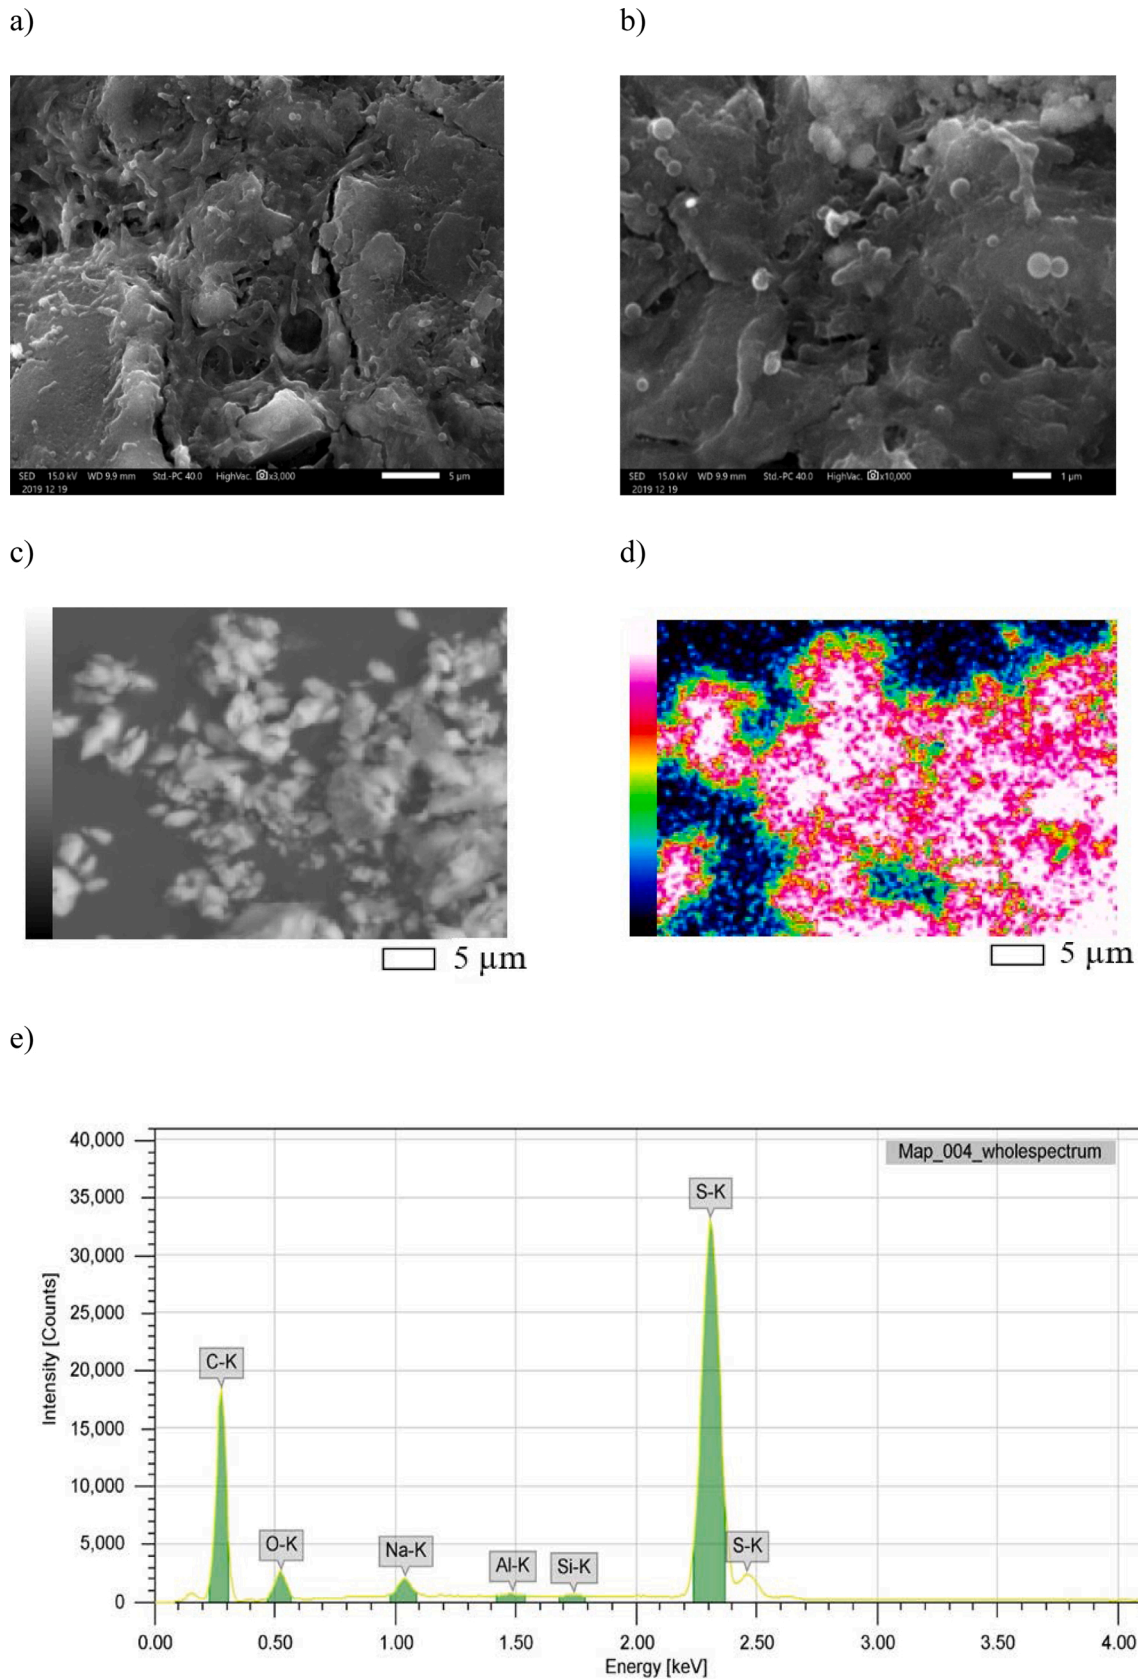 a)
b)
SED 15.0 kV WD 9.9 mm Std.-PC 40.0 HighVac. x3,000 5 µm
2019 12 19
SED 15.0 kV WD 9.9 mm Std.-PC 40.0 HighVac. x10,000 1 µm
2019 12 19
c)
d)
5 µm
5 µm
e)
40,000
35,000
30,000
25,000
20,000
15,000
10,000
5,000
0
Intensity [Counts]
Map_004_wholespectrum
C-K
O-K
Na-K
Al-K
Si-K
S-K
S-K
0.00 0.50 1.00 1.50 2.00 2.50 3.00 3.50 4.00
Energy [keV]